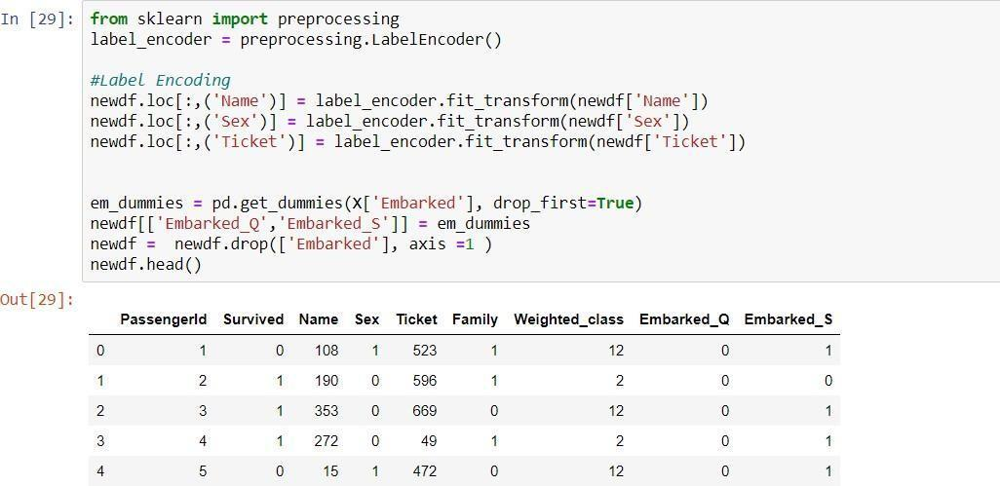 In [29]: from sklearn import preprocessing
label_encoder = preprocessing.LabelEncoder()
#Label Encoding
newdf.loc[:,('Name')] = label_encoder.fit_transform(newdf['Name'])
newdf.loc[:,('Sex')] = label_encoder.fit_transform(newdf['Sex'])
newdf.loc[:,('Ticket')] = label_encoder.fit_transform(newdf['Ticket'])
em_dummies = pd.get_dummies(X['Embarked'], drop_first=True)
newdf[['Embarked_Q','Embarked_S']] = em_dummies
newdf =  newdf.drop(['Embarked'], axis =1 )
newdf.head()
Out[29]:
PassengerId Survived Name Sex Ticket Family Weighted_class Embarked_Q Embarked_S
0 1 0 108 1 523 1 12 0 1
1 2 1 190 0 596 1 2 0 0
2 3 1 353 0 669 0 12 0 1
3 4 1 272 0 49 1 2 0 1
4 5 0 15 1 472 0 12 0 1